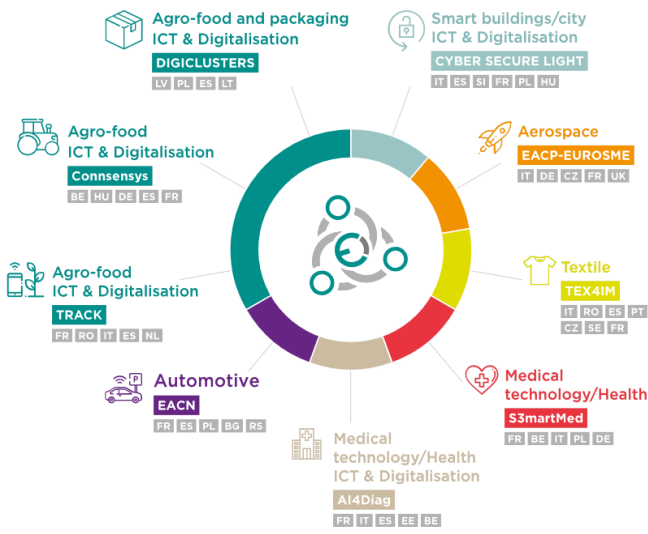 Agro-food and packaging
ICT & Digitalisation
DIGICLUSTERS
LV PL ES LT
Smart buildings/city
ICT & Digitalisation
CYBER SECURE LIGHT
IT ES SI FR PL HU
Agro-food
ICT & Digitalisation
Connsensys
BE HU DE ES FR
Aerospace
EACP-EUROSME
IT DE CZ FR UK
Agro-food
ICT & Digitalisation
TRACK
FR RO IT ES NL
Textile
TEX4IM
IT RO ES PT
CZ SE FR
P
Automotive
EACN
FR ES PL BG RS
Medical
technology/Health
S3martMed
FR BE IT PL DE
Medical
technology/Health
ICT & Digitalisation
AI4Diag
FR IT ES EE BE